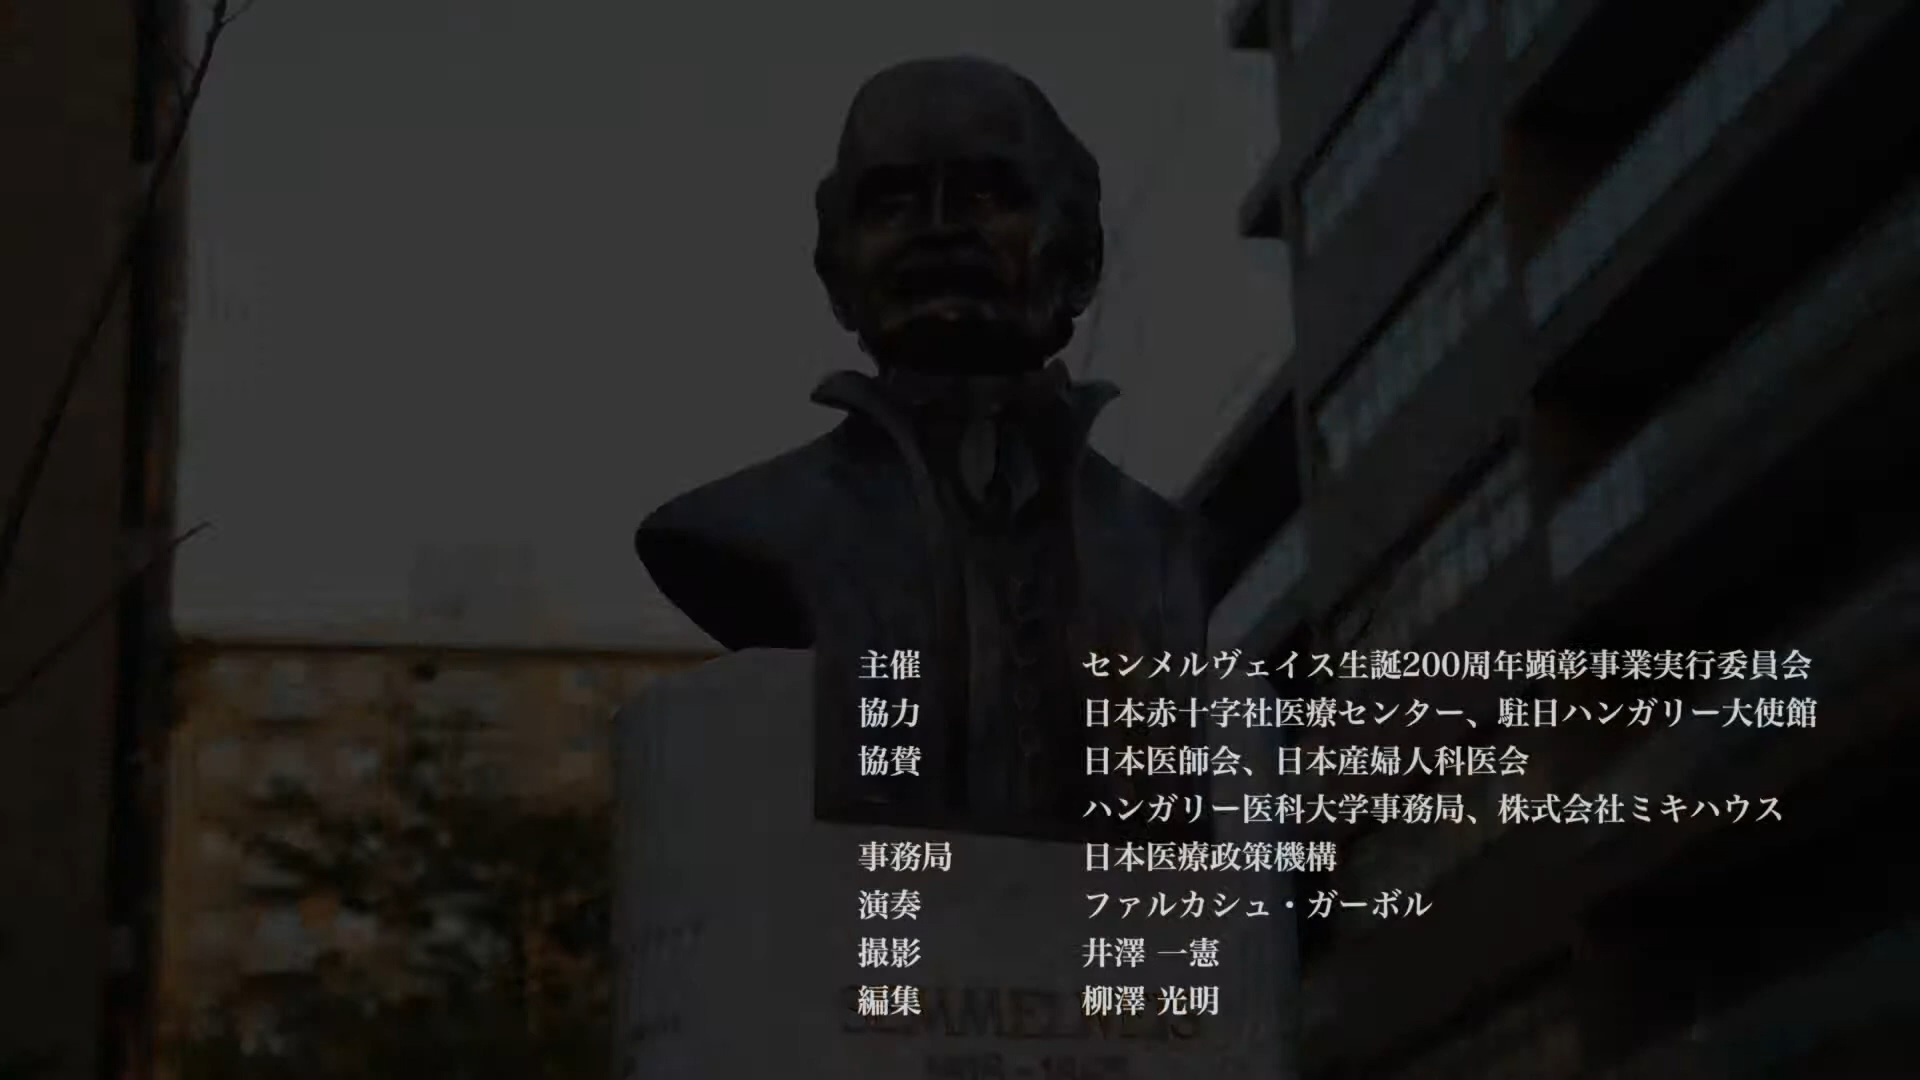 主催 センメルヴェイス生誕200周年顕彰事業実行委員会
協力 日本赤十字社医療センター、駐日ハンガリー大使館
協賛 日本医師会、日本産婦人科医会
ハンガリー医科大学事務局、株式会社ミキハウス
事務局 日本医療政策機構
演奏 ファルカシュ・ガーボル
撮影 井澤 一憲
編集 柳澤 光明
SEMMELWEIS